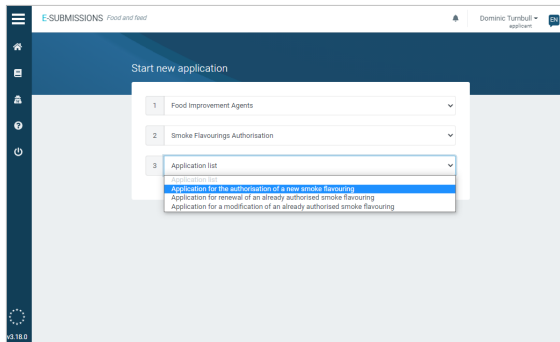 E-SUBMISSIONS Food and feed
Dominic Turnbull
applicant
EN
Start new application
1 Food Improvement Agents
2 Smoke Flavourings Authorisation
3 Application list
Application list
Application for the authorisation of a new smoke flavouring
Application for renewal of an already authorised smoke flavouring
Application for a modification of an already authorised smoke flavouring
v3.18.0